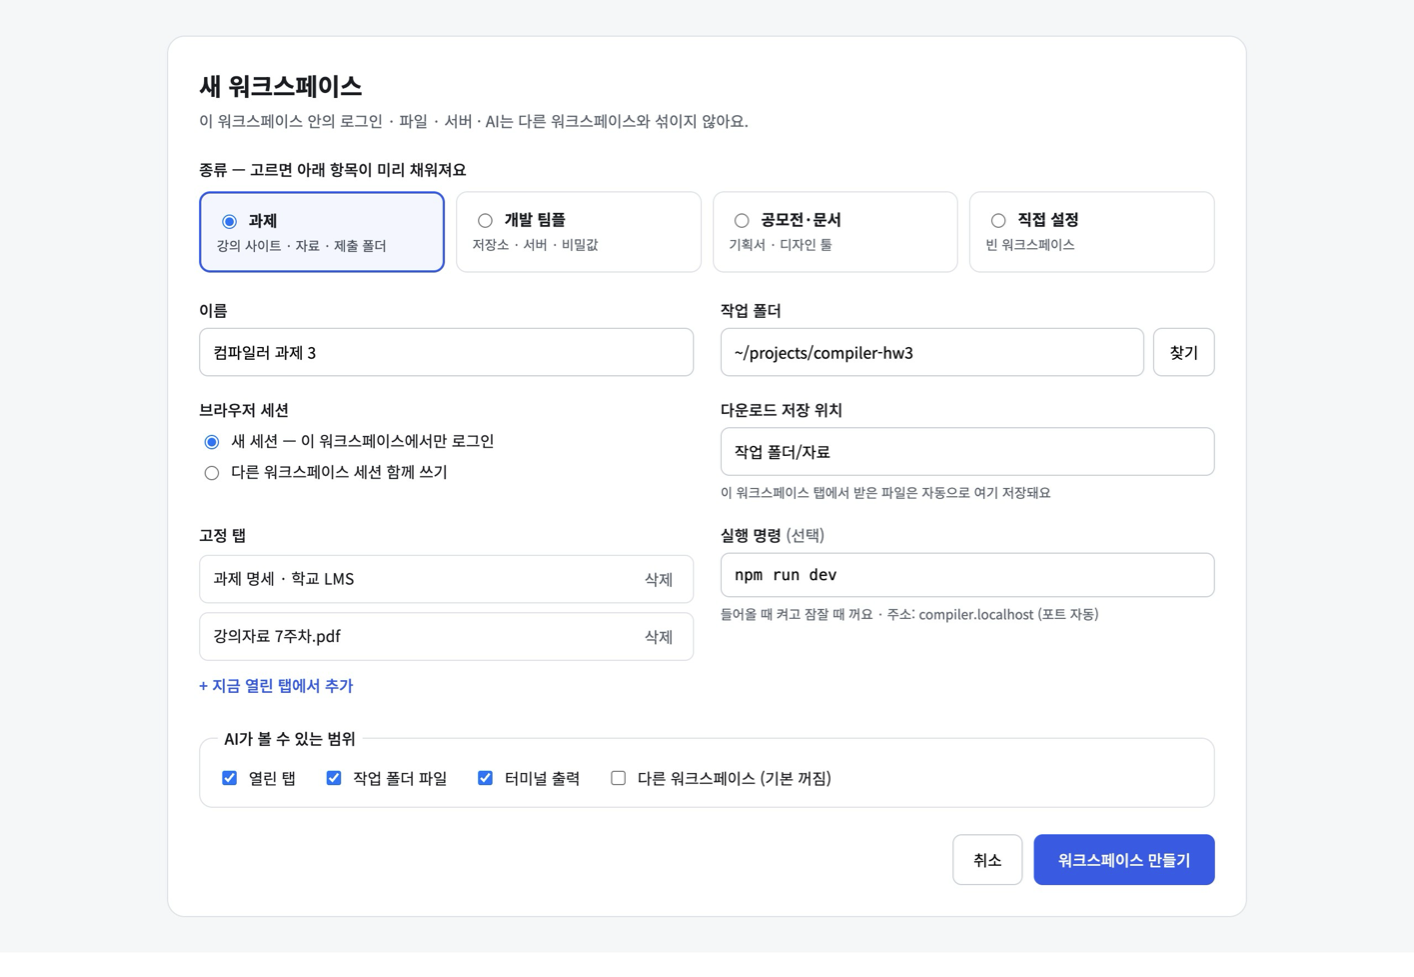 새 워크스페이스
이 워크스페이스 안의 로그인 · 파일 · 서버 · AI는 다른 워크스페이스와 섞이지 않아요.
종류 — 고르면 아래 항목이 미리 채워져요
과제
강의 사이트 · 자료 · 제출 폴더
개발 팀플
저장소 · 서버 · 비밀값
공모전·문서
기획서 · 디자인 툴
직접 설정
빈 워크스페이스
이름
컴파일러 과제 3
작업 폴더
~/projects/compiler-hw3
찾기
브라우저 세션
새 세션 — 이 워크스페이스에서만 로그인
다른 워크스페이스 세션 함께 쓰기
다운로드 저장 위치
작업 폴더/자료
이 워크스페이스 탭에서 받은 파일은 자동으로 여기 저장돼요
고정 탭
과제 명세 · 학교 LMS
삭제
강의자료 7주차.pdf
삭제
+ 지금 열린 탭에서 추가
실행 명령 (선택)
npm run dev
들어올 때 켜고 잠잘 때 꺼요 · 주소: compiler.localhost (포트 자동)
AI가 볼 수 있는 범위
열린 탭
작업 폴더 파일
터미널 출력
다른 워크스페이스 (기본 꺼짐)
취소
워크스페이스 만들기